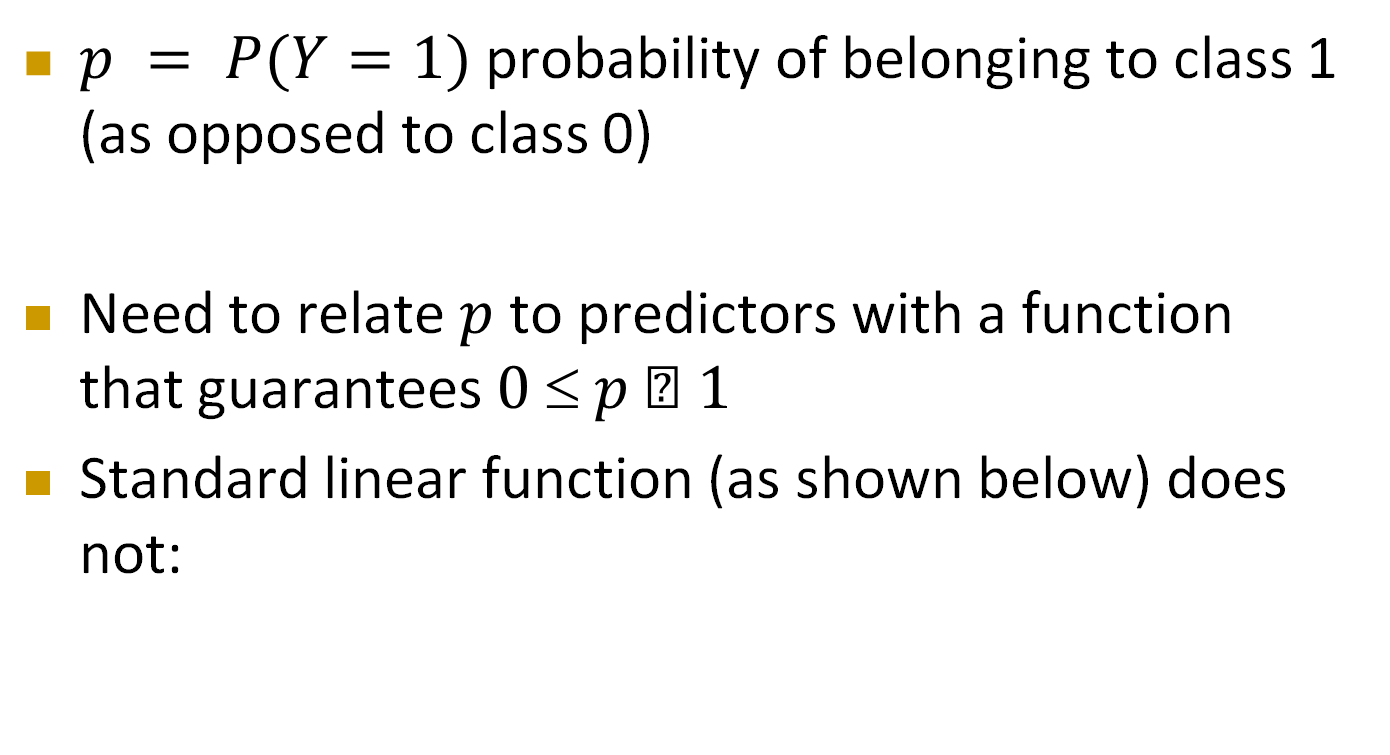 p = P(Y = 1) probability of belonging to class 1
(as opposed to class 0)
Need to relate p to predictors with a function
that guarantees 0 ≤ p ⍰ 1
Standard linear function (as shown below) does
not: